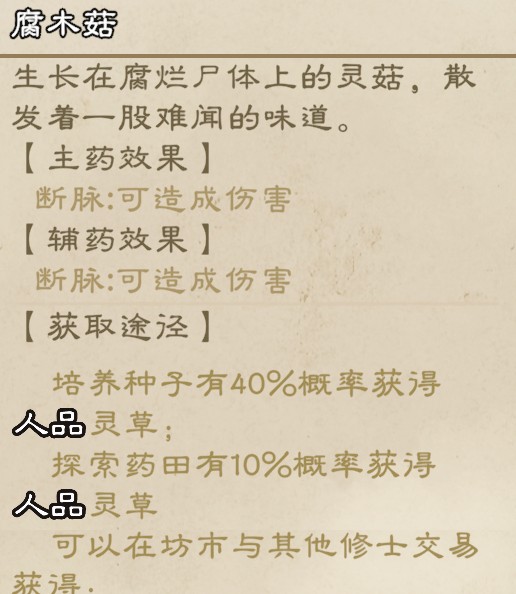 腐木菇
生长在腐烂尸体上的灵菇，散
发着一股难闻的味道。
【主药效果】
断脉:可造成伤害
【辅药效果】
断脉:可造成伤害
【获取途径】
培养种子有40%概率获得
人品灵草；
探索药田有10%概率获得
人品灵草
可以在坊市与其他修士交易
获得；